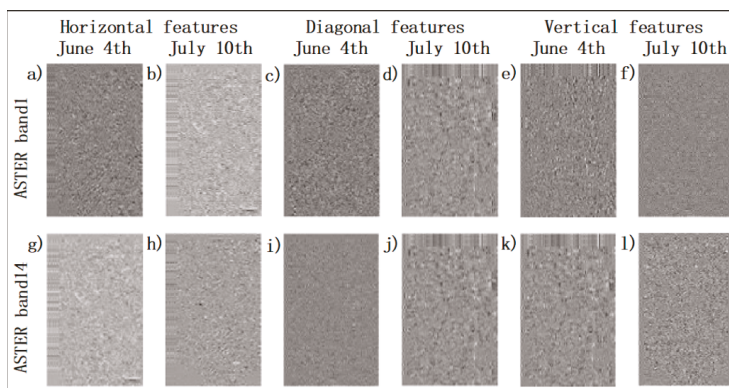 Horizontal features Diagonal features Vertical features
June 4th July 10th June 4th July 10th June 4th July 10th
a) b) c) d) e) f)
ASTER band1
g) h) i) j) k) l)
ASTER band14